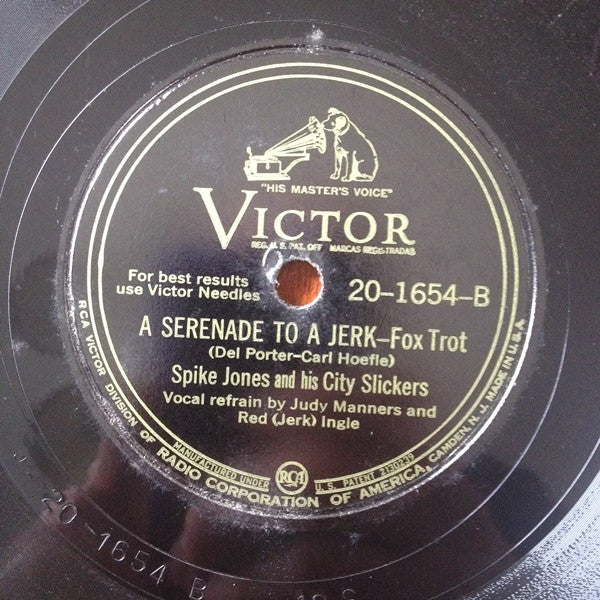 "HIS MASTER'S VOICE"
VICTOR
REG. U. S. PAT. OFF. MARCAS REGISTRADAS
For best results
use Victor Needles
20-1654-B
A SERENADE TO A JERK-Fox Trot
(Del Porter-Carl Hoefle)
Spike Jones and his City Slickers
Vocal refrain by Judy Manners and
Red (Jerk) Ingle
MANUFACTURED UNDER RCA U. S. PATENT 2130239
RCA VICTOR DIVISION OF RADIO CORPORATION OF AMERICA, CAMDEN, N. J. MADE IN U.S.A.
20-1654 B